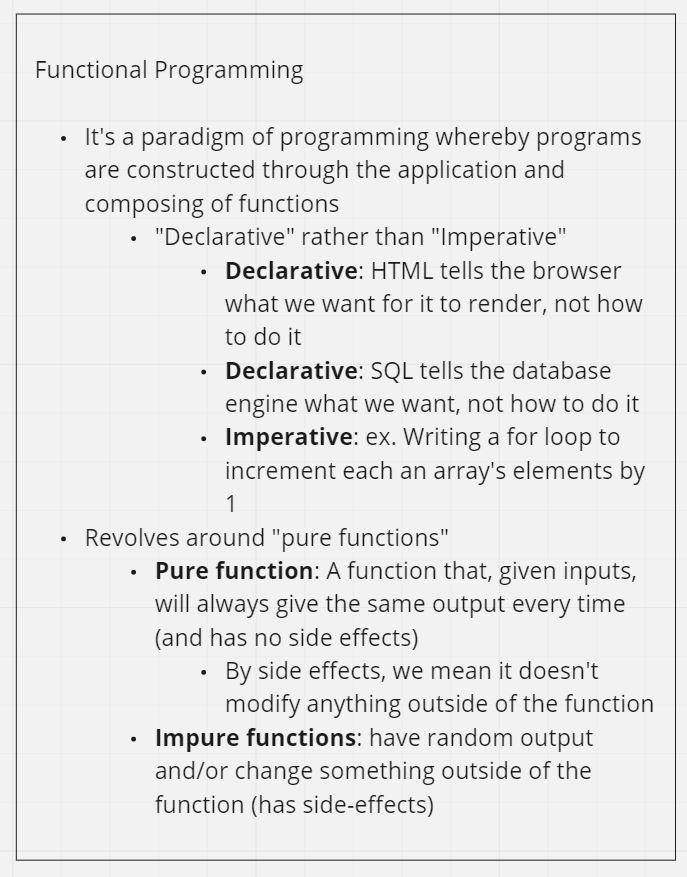 Functional Programming
• It's a paradigm of programming whereby programs
are constructed through the application and
composing of functions
• "Declarative" rather than "Imperative"
• Declarative: HTML tells the browser
what we want for it to render, not how
to do it
• Declarative: SQL tells the database
engine what we want, not how to do it
• Imperative: ex. Writing a for loop to
increment each an array's elements by
1
• Revolves around "pure functions"
• Pure function: A function that, given inputs,
will always give the same output every time
(and has no side effects)
• By side effects, we mean it doesn't
modify anything outside of the function
• Impure functions: have random output
and/or change something outside of the
function (has side-effects)